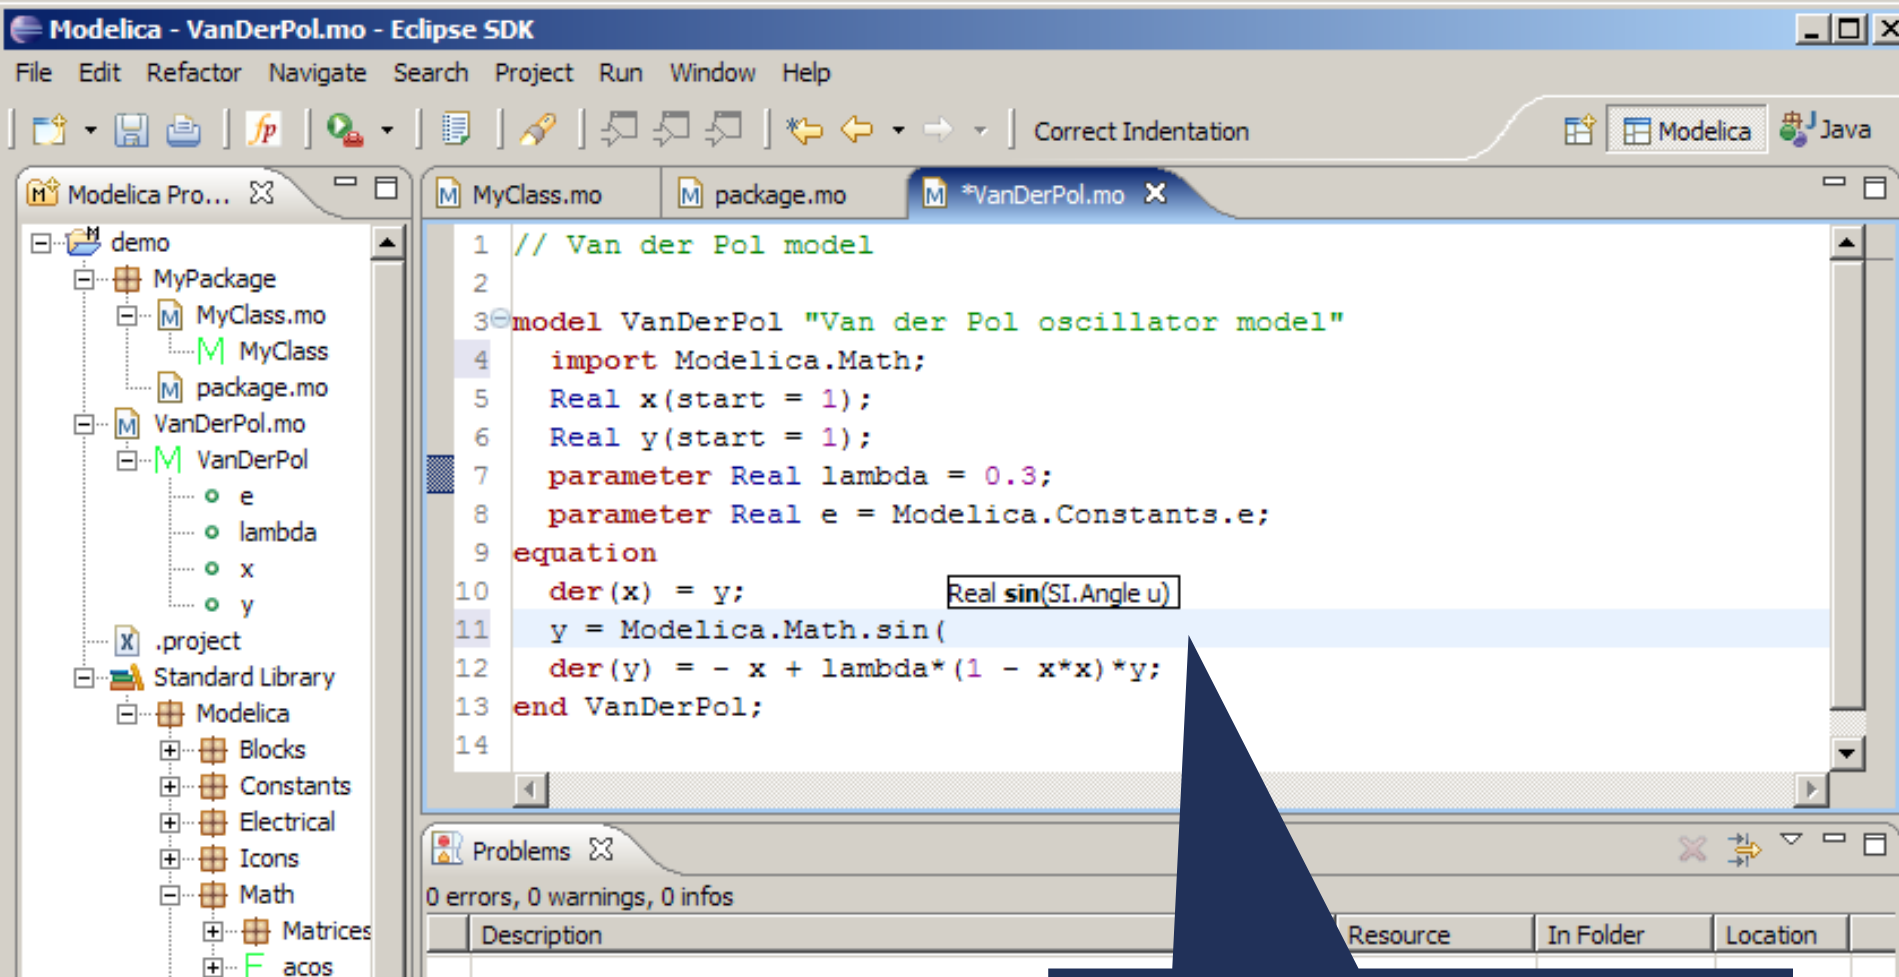 Modelica - VanDerPol.mo - Eclipse SDK
File Edit Refactor Navigate Search Project Run Window Help
fp Correct Indentation Modelica Java
Modelica Pro...
demo
MyPackage
MyClass.mo
MyClass
package.mo
VanDerPol.mo
VanDerPol
e
lambda
x
y
.project
Standard Library
Modelica
Blocks
Constants
Electrical
Icons
Math
Matrices
acos
MyClass.mo package.mo *VanDerPol.mo
1 // Van der Pol model
2
3 model VanDerPol "Van der Pol oscillator model"
4 import Modelica.Math;
5 Real x(start = 1);
6 Real y(start = 1);
7 parameter Real lambda = 0.3;
8 parameter Real e = Modelica.Constants.e;
9 equation
10 der(x) = y;
Real sin(SI.Angle u)
11 y = Modelica.Math.sin(
12 der(y) = - x + lambda*(1 - x*x)*y;
13 end VanDerPol;
14
Problems
0 errors, 0 warnings, 0 infos
Description Resource In Folder Location